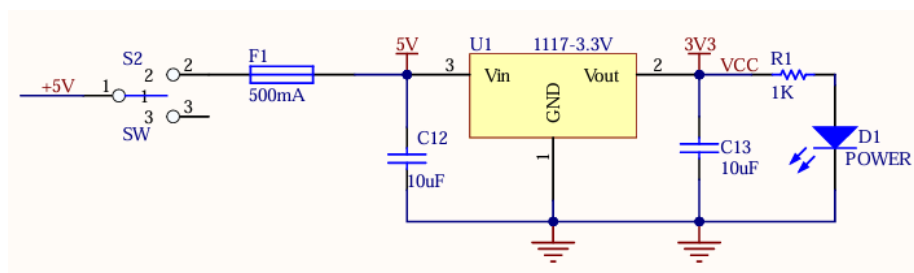 S2
+5V
1
2
2
1
3
3
SW
F1
500mA
5V
U1
1117-3.3V
3
Vin
Vout
GND
1
2
C12
10uF
3V3
VCC
R1
1K
C13
10uF
D1
POWER